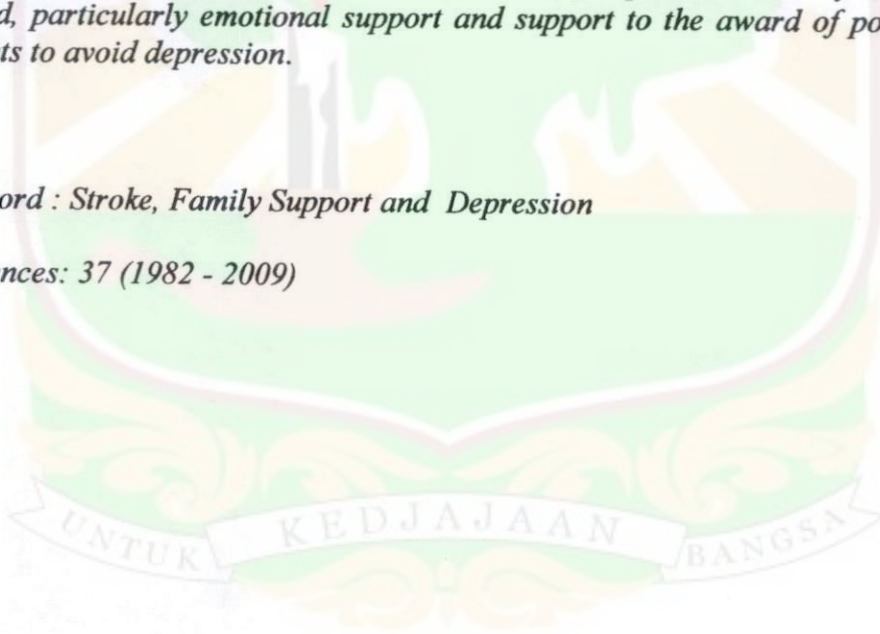 d, particularly emotional support and support to the award of po
ts to avoid depression.
ord : Stroke, Family Support and Depression
nces: 37 (1982 - 2009)
UNTUK KEDJAJAAN BANGSA